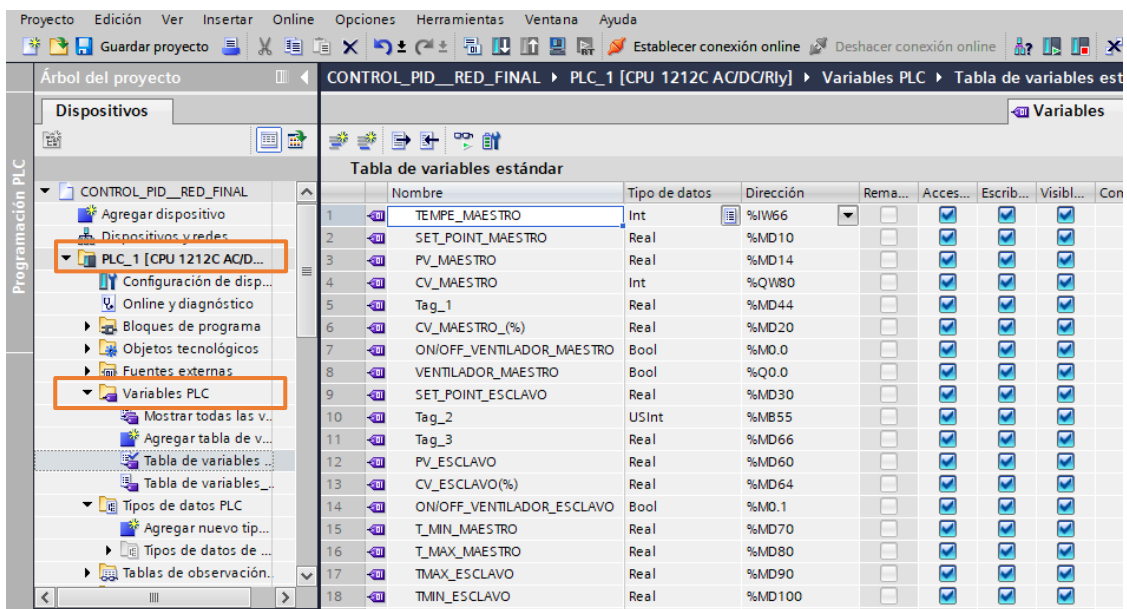 Proyecto Edición Ver Insertar Online Opciones Herramientas Ventana Ayuda
Guardar proyecto Establecer conexión online Deshacer conexión online
Árbol del proyecto
CONTROL_PID__RED_FINAL PLC_1 [CPU 1212C AC/DC/Rly] Variables PLC Tabla de variables est
Dispositivos
Variables
Programación PLC
Tabla de variables estándar
CONTROL_PID__RED_FINAL
Agregar dispositivo
Dispositivos y redes
PLC_1 [CPU 1212C AC/D...
Configuración de disp...
Online y diagnóstico
Bloques de programa
Objetos tecnológicos
Fuentes externas
Variables PLC
Mostrar todas las v..
Agregar tabla de v...
Tabla de variables ..
Tabla de variables_..
Tipos de datos PLC
Agregar nuevo tip...
Tipos de datos de ...
Tablas de observación.
Nombre Tipo de datos Dirección Rema... Acces... Escrib... Visibl... Con
1 TEMPE_MAESTRO Int %IW66
2 SET_POINT_MAESTRO Real %MD10
3 PV_MAESTRO Real %MD14
4 CV_MAESTRO Int %QW80
5 Tag_1 Real %MD44
6 CV_MAESTRO_(%) Real %MD20
7 ON/OFF_VENTILADOR_MAESTRO Bool %M0.0
8 VENTILADOR_MAESTRO Bool %Q0.0
9 SET_POINT_ESCLAVO Real %MD30
10 Tag_2 USInt %MB55
11 Tag_3 Real %MD66
12 PV_ESCLAVO Real %MD60
13 CV_ESCLAVO(%) Real %MD64
14 ON/OFF_VENTILADOR_ESCLAVO Bool %M0.1
15 T_MIN_MAESTRO Real %MD70
16 T_MAX_MAESTRO Real %MD80
17 TMAX_ESCLAVO Real %MD90
18 TMIN_ESCLAVO Real %MD100